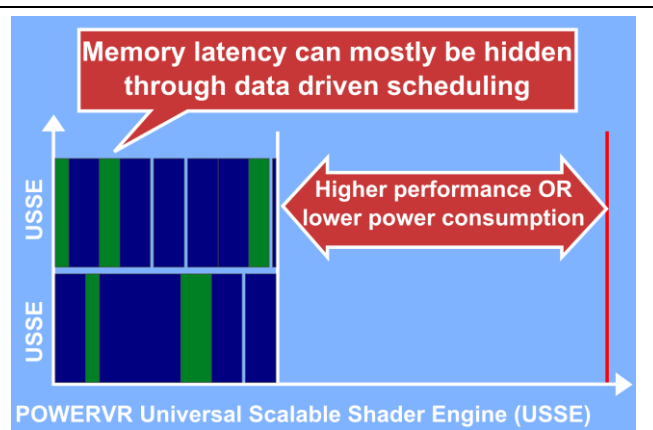 Memory latency can mostly be hidden
through data driven scheduling
Higher performance OR
lower power consumption
USSE
USSE
POWERVR Universal Scalable Shader Engine (USSE)